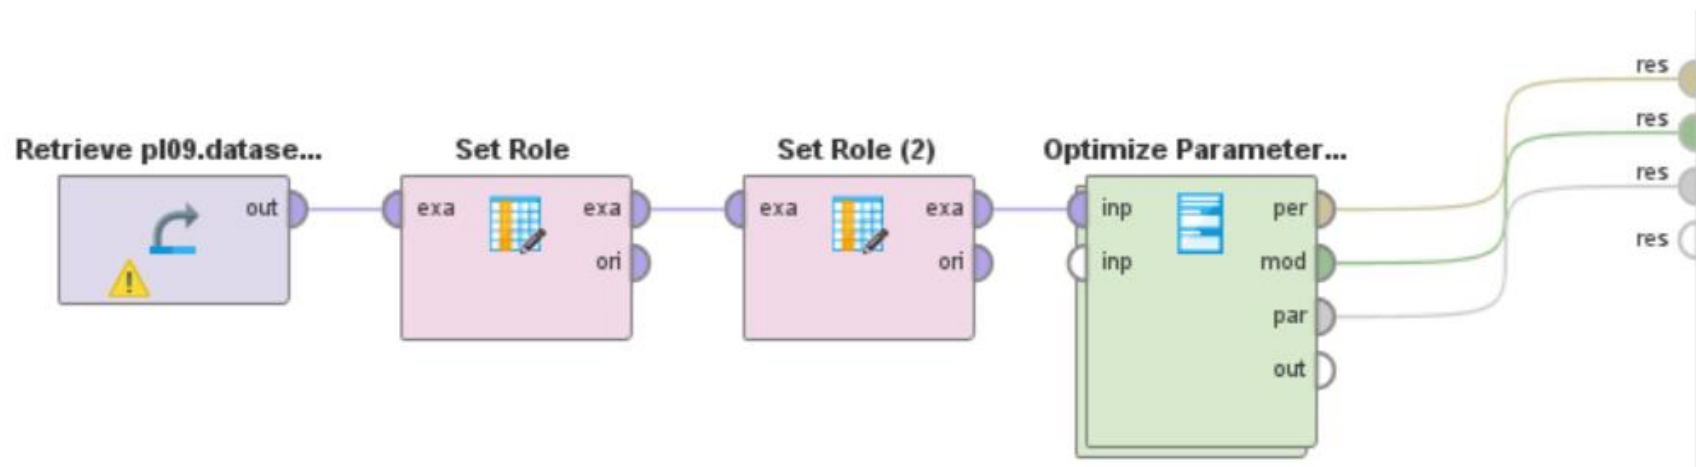 res
res
Retrieve pl09.datase...
Set Role
Set Role (2)
Optimize Parameter...
res
out
exa
exa
exa
exa
inp
per
res
ori
ori
inp
mod
par
out